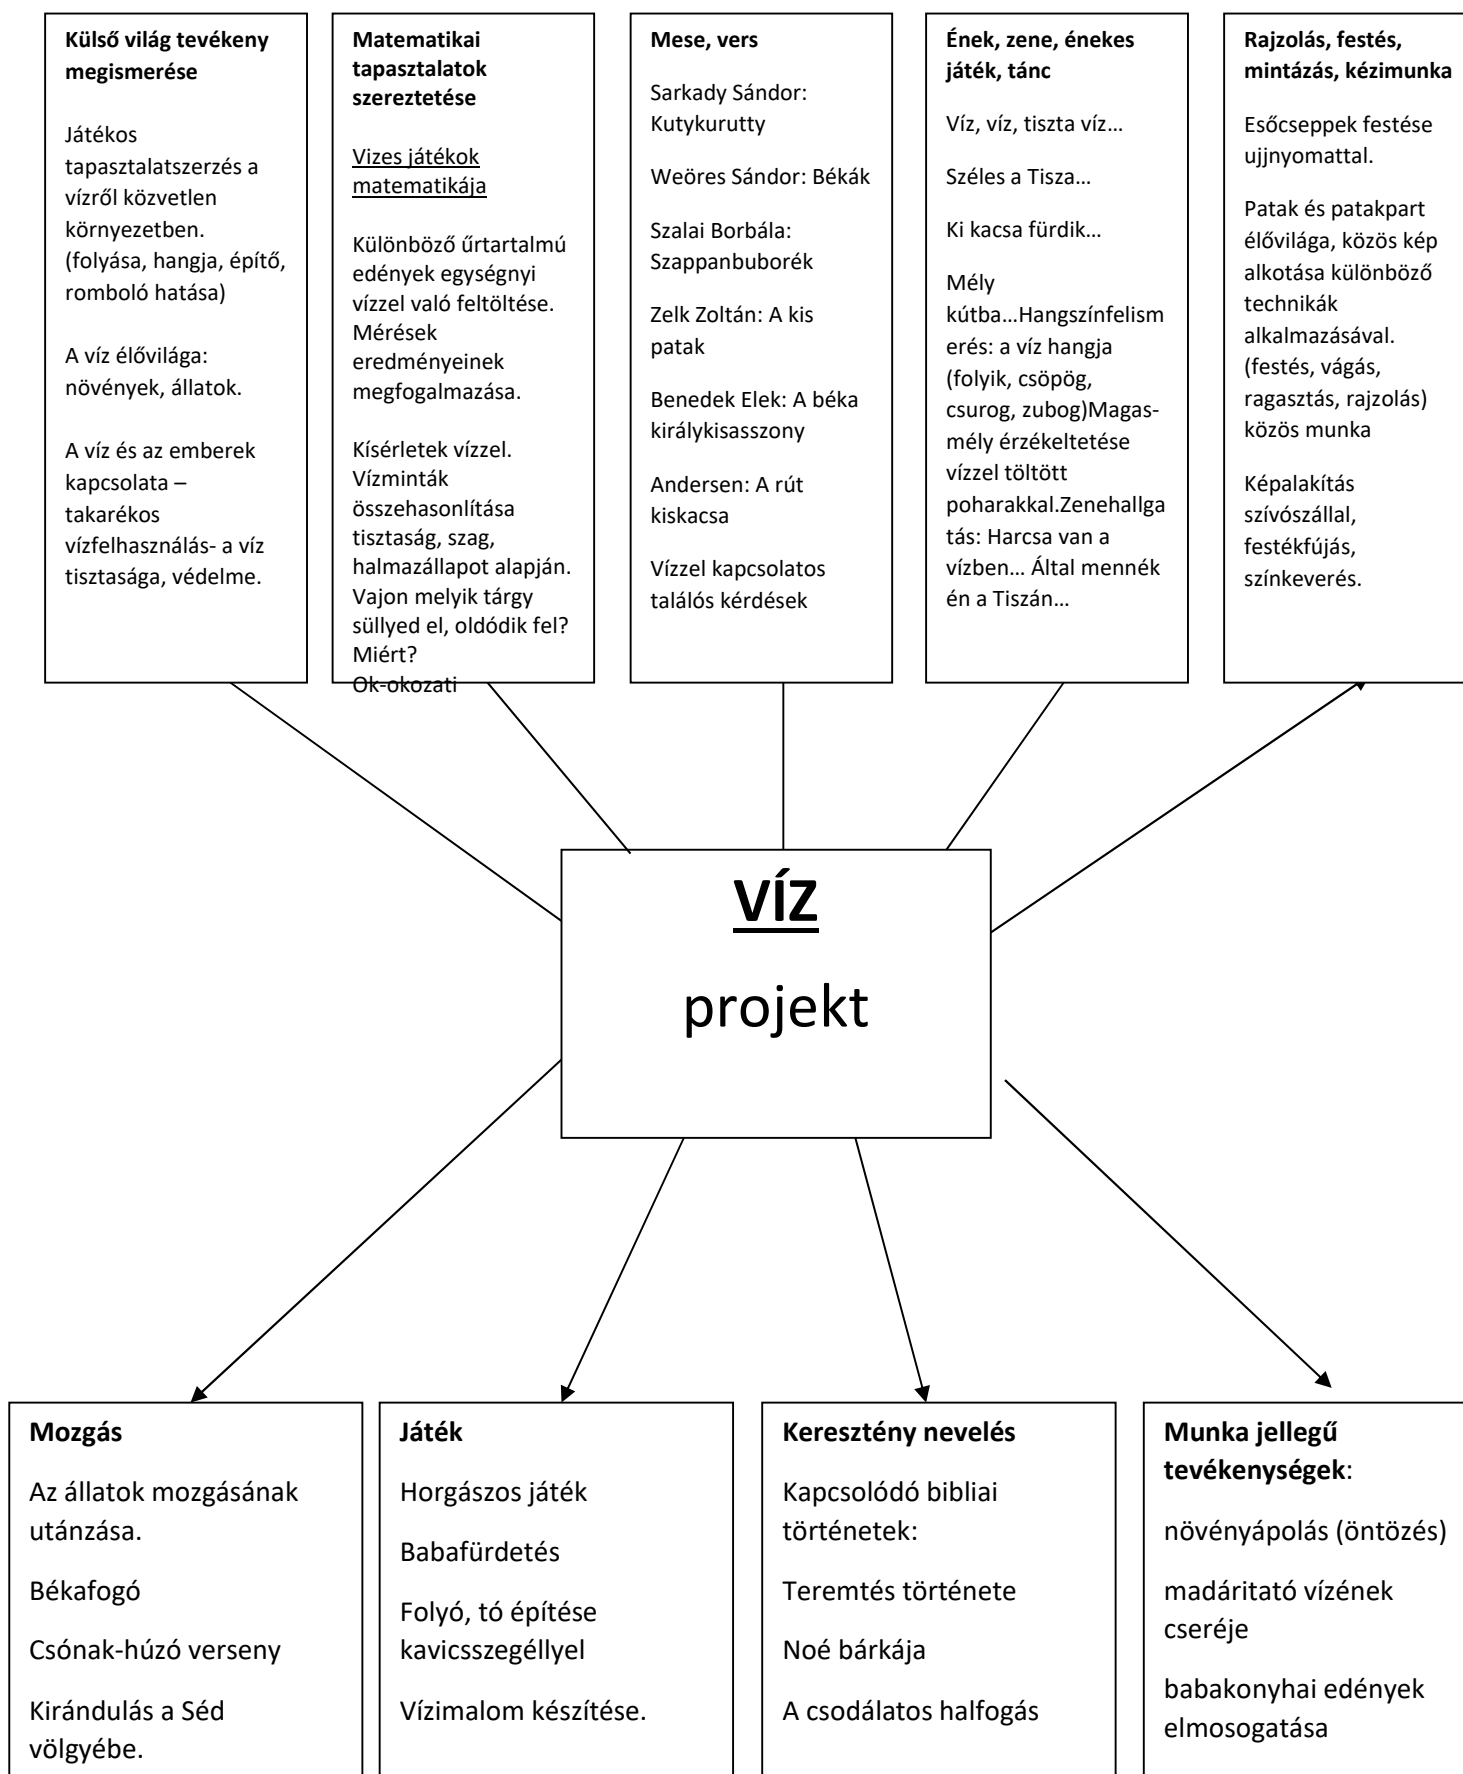 Külső világ tevékeny
megismerése
Játékos
tapasztalatszerzés a
vízről közvetlen
környezetben.
(folyása, hangja, építő,
romboló hatása)
A víz élővilága:
növények, állatok.
A víz és az emberek
kapcsolata –
takarékos
vízfelhasználás- a víz
tisztasága, védelme.
Matematikai
tapasztalatok
szereztetése
Vizes játékok
matematikája
Különböző űrtartalmú
edények egységnyi
vízzel való feltöltése.
Mérések
eredményeinek
megfogalmazása.
Kísérletek vízzel.
Vízminták
összehasonlítása
tisztaság, szag,
halmazállapot alapján.
Vajon melyik tárgy
süllyed el, oldódik fel?
Miért?
Ok-okozati
Mese, vers
Sarkady Sándor:
Kutykurutty
Weöres Sándor: Békák
Szalai Borbála:
Szappanbuborék
Zelk Zoltán: A kis
patak
Benedek Elek: A béka
királykisasszony
Andersen: A rút
kiskacsa
Vízzel kapcsolatos
találós kérdések
Ének, zene, énekes
játék, tánc
Víz, víz, tiszta víz…
Széles a Tisza…
Ki kacsa fürdik…
Mély
kútba…Hangszínfelism
erés: a víz hangja
(folyik, csöpög,
csurog, zubog)Magas-
mély érzékeltetése
vízzel töltött
poharakkal.Zenehallga
tás: Harcsa van a
vízben… Által mennék
én a Tiszán…
Rajzolás, festés,
mintázás, kézimunka
Esőcseppek festése
ujjnyomattal.
Patak és patakpart
élővilága, közös kép
alkotása különböző
technikák
alkalmazásával.
(festés, vágás,
ragasztás, rajzolás)
közös munka
Képalakítás
szívószállal,
festékfújás,
színkeverés.
VÍZ
projekt
Mozgás
Az állatok mozgásának
utánzása.
Békafogó
Csónak-húzó verseny
Kirándulás a Séd
völgyébe.
Játék
Horgászos játék
Babafürdetés
Folyó, tó építése
kavicsszegéllyel
Vízimalom készítése.
Keresztény nevelés
Kapcsolódó bibliai
történetek:
Teremtés története
Noé bárkája
A csodálatos halfogás
Munka jellegű
tevékenységek:
növényápolás (öntözés)
madáritató vízének
cseréje
babakonyhai edények
elmosogatása